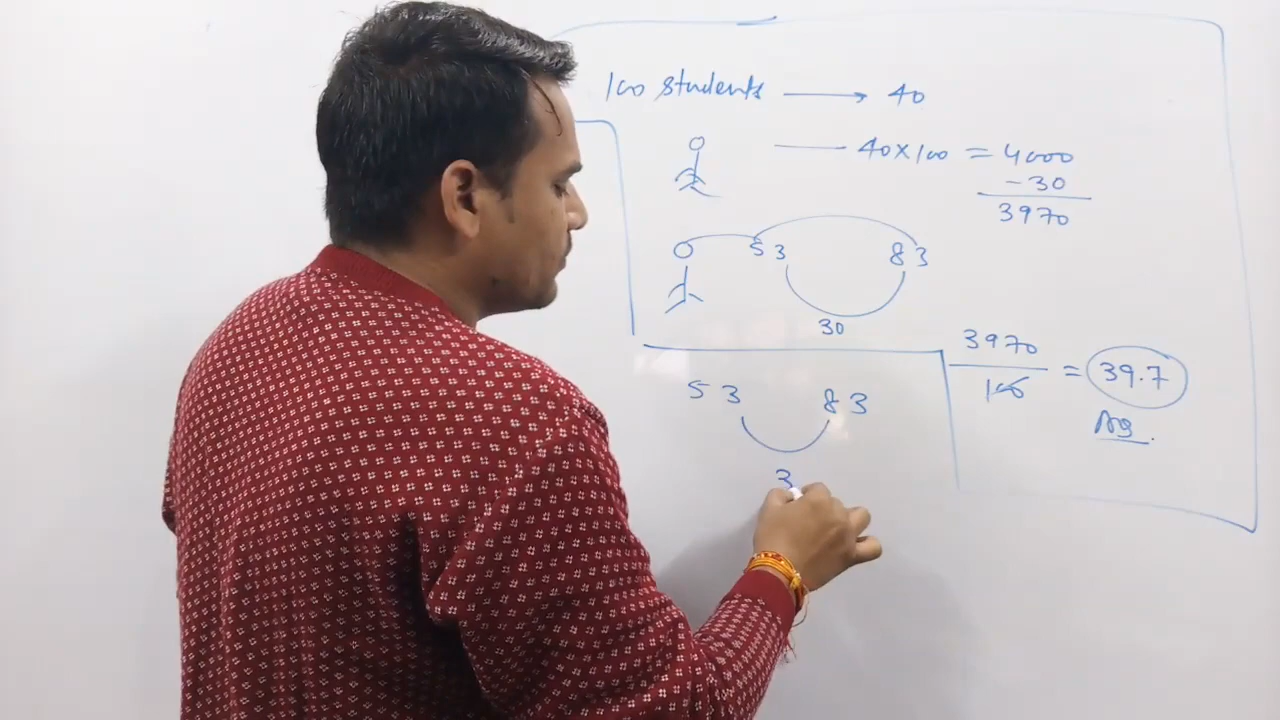 100 students → 40
40×100 = 4000
-30
3970
53 83
30
3970
100 = 39.7
Ans.
53 83
3